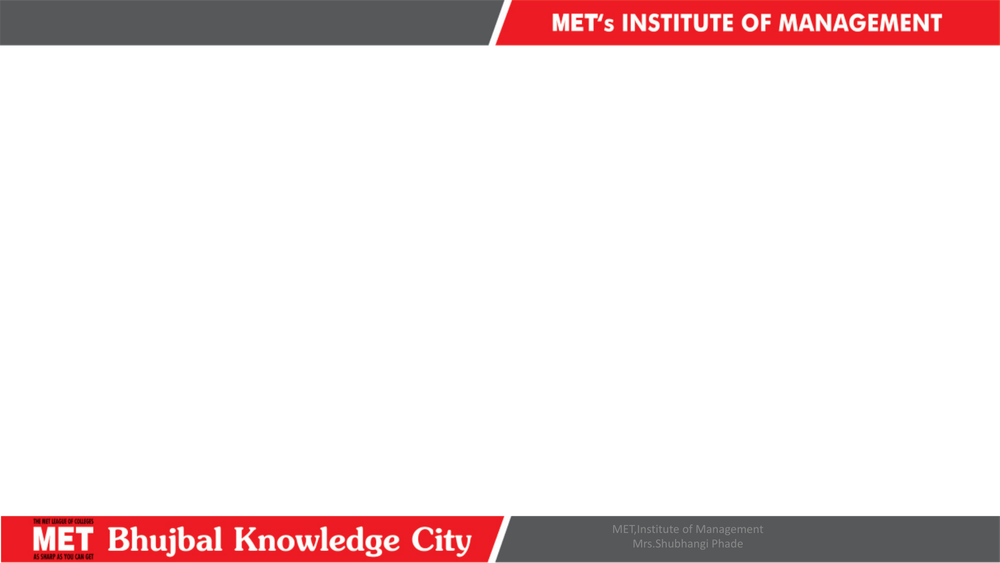 MET's INSTITUTE OF MANAGEMENT
THE MET LEAGUE OF COLLEGES
MET
AS SHARP AS YOU CAN GET
Bhujbal Knowledge City
MET,Institute of Management
Mrs.Shubhangi Phade